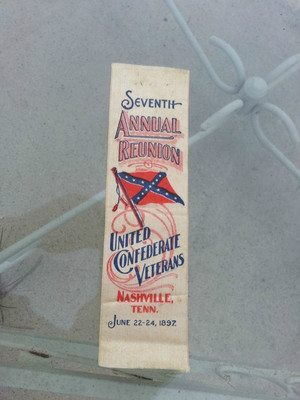 SEVENTH
ANNUAL
REUNION
UNITED
CONFEDERATE
VETERANS
NASHVILLE,
TENN.
JUNE 22-24, 1897.